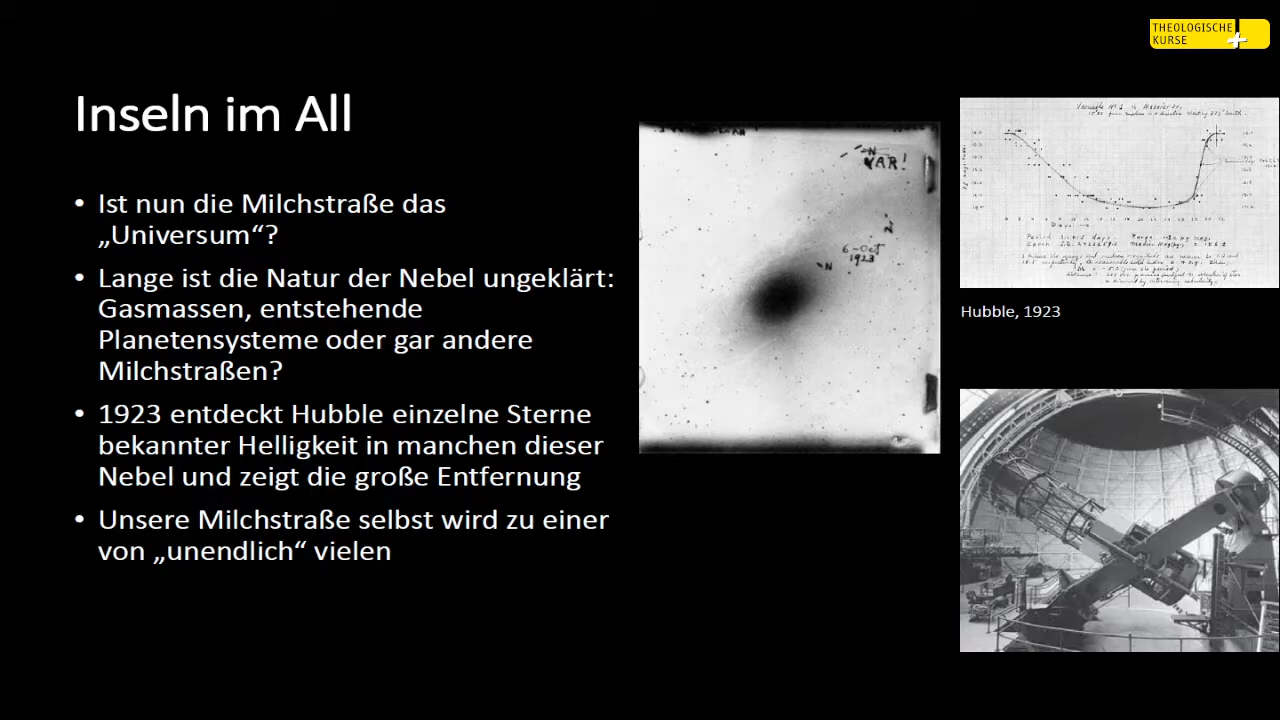 THEOLOGISCHE
KURSE
Inseln im All
• Ist nun die Milchstraße das
„Universum“?
• Lange ist die Natur der Nebel ungeklärt:
Gasmassen, entstehende
Planetensysteme oder gar andere
Milchstraßen?
• 1923 entdeckt Hubble einzelne Sterne
bekannter Helligkeit in manchen dieser
Nebel und zeigt die große Entfernung
• Unsere Milchstraße selbst wird zu einer
von „unendlich“ vielen
N
VAR!
N
6-Oct
1923
N
Days
Hubble, 1923